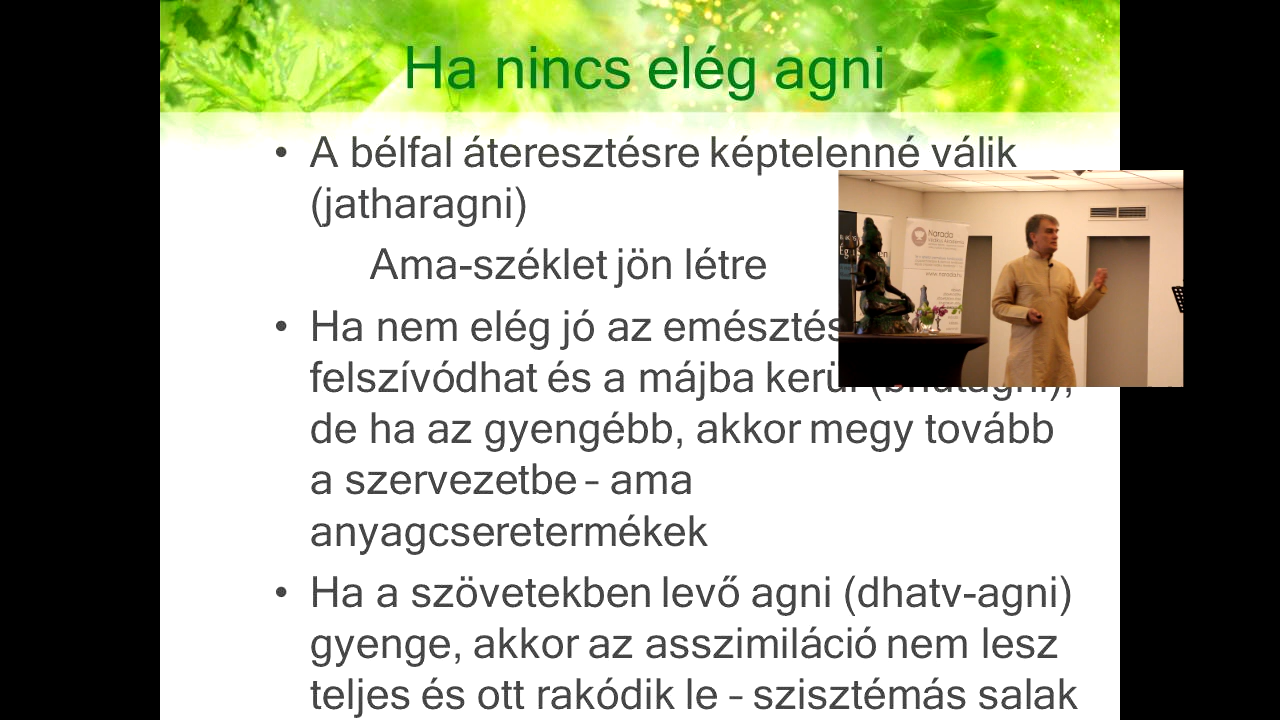 Ha nincs elég agni
• A bélfal áteresztésre képtelenné válik
(jatharagni)
Ama-széklet jön létre
• Ha nem elég jó az emésztés
felszívódhat és a májba kerül (bhutagni),
de ha az gyengébb, akkor megy tovább
a szervezetbe – ama
anyagcseretermékek
• Ha a szövetekben levő agni (dhatv-agni)
gyenge, akkor az asszimiláció nem lesz
teljes és ott rakódik le – szisztémás salak
Narada